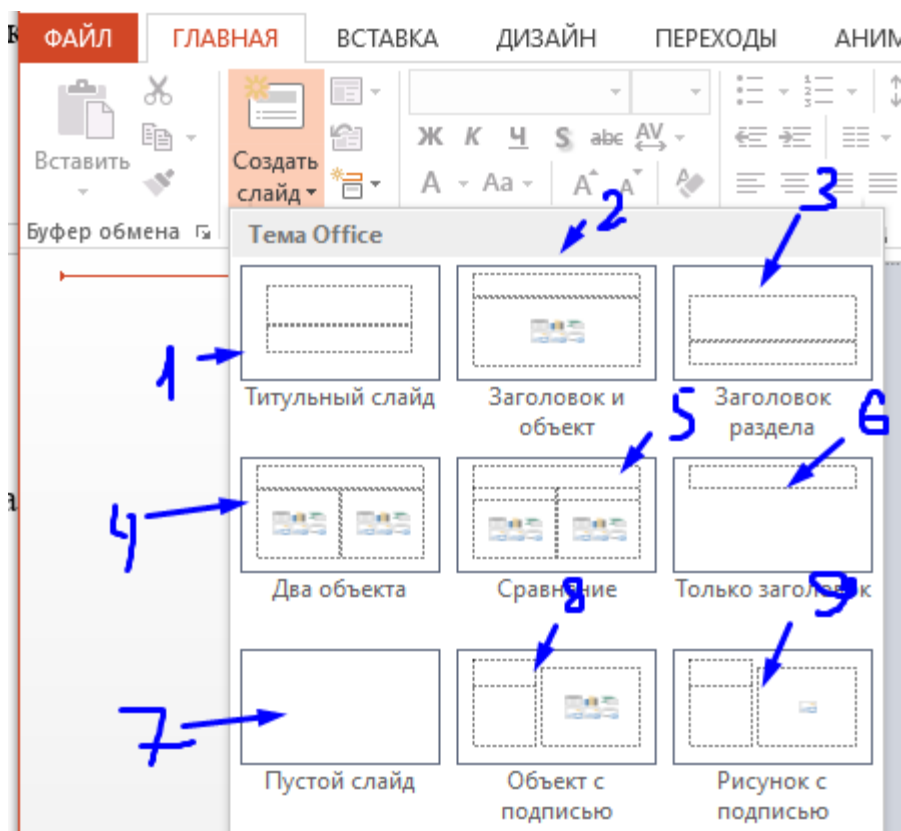 ФАЙЛ ГЛАВНАЯ ВСТАВКА ДИЗАЙН ПЕРЕХОДЫ АНИМ
Вставить
Создать
слайд
Ж К Ч S abc AV
А Aa А А
Буфер обмена
2
3
Тема Office
1
Титульный слайд
Заголовок и
объект
5
Заголовок
раздела
6
4
Два объекта
Сравнение
8
Только заголовок
9
7
Пустой слайд
Объект с
подписью
Рисунок с
подписью